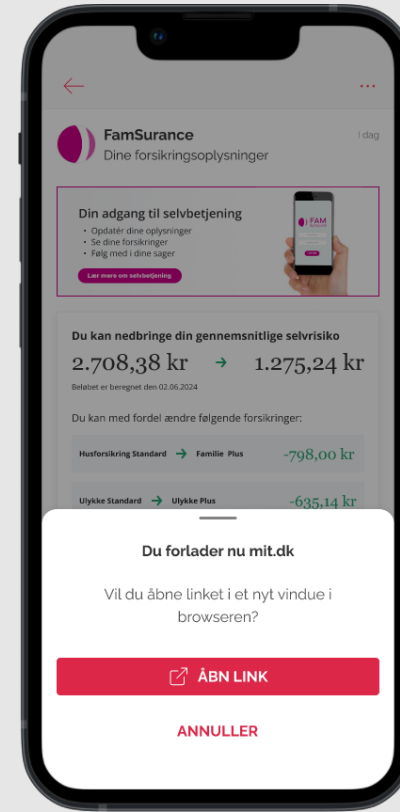 FamSurance
I dag
Dine forsikringsoplysninger
Din adgang til selvbetjening
• Opdatér dine oplysninger
• Se dine forsikringer
• Følg med i dine sager
Lær mere om selvbetjening
FAM
Du kan nedbringe din gennemsnitlige selvrisiko
2.708,38 kr → 1.275,24 kr
Beløbet er beregnet den 02.06.2024
Du kan med fordel ændre følgende forsikringer:
Husforsikring Standard → Familie Plus -798,00 kr
Ulykke Standard → Ulykke Plus -635,14 kr
Du forlader nu mit.dk
Vil du åbne linket i et nyt vindue i
browseren?
ÅBN LINK
ANNULLER